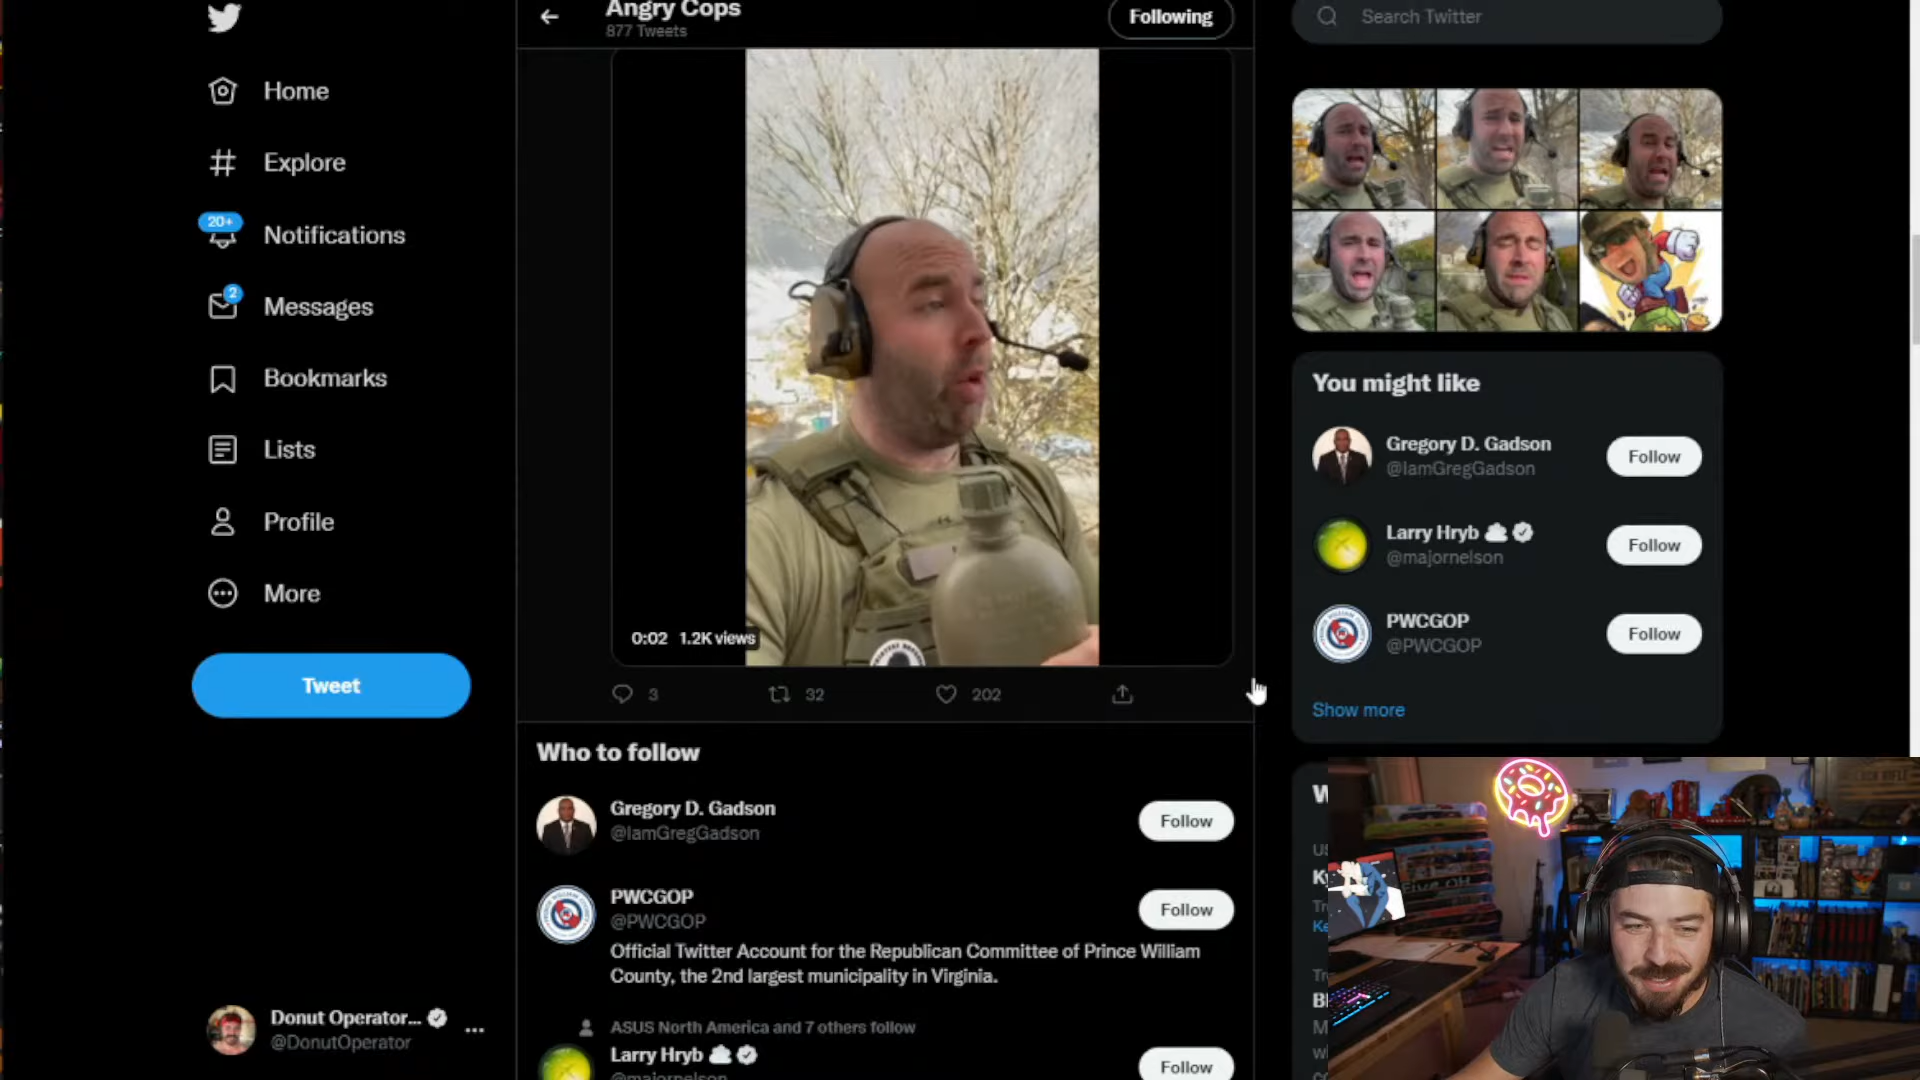 Angry Cops
877 Tweets
Following
Search Twitter
Home
Explore
20+
Notifications
2
Messages
Bookmarks
Lists
Profile
More
Tweet
0:02 1.2K views
3
32
202
You might like
Gregory D. Gadson
@IamGregGadson
Follow
Larry Hryb
@majornelson
Follow
PWCGOP
@PWCGOP
Follow
Show more
Who to follow
Gregory D. Gadson
@IamGregGadson
Follow
PWCGOP
@PWCGOP
Follow
Official Twitter Account for the Republican Committee of Prince William
County, the 2nd largest municipality in Virginia.
ASUS North America and 7 others follow
Larry Hryb
@majornelson
Follow
Donut Operator...
@DonutOperator